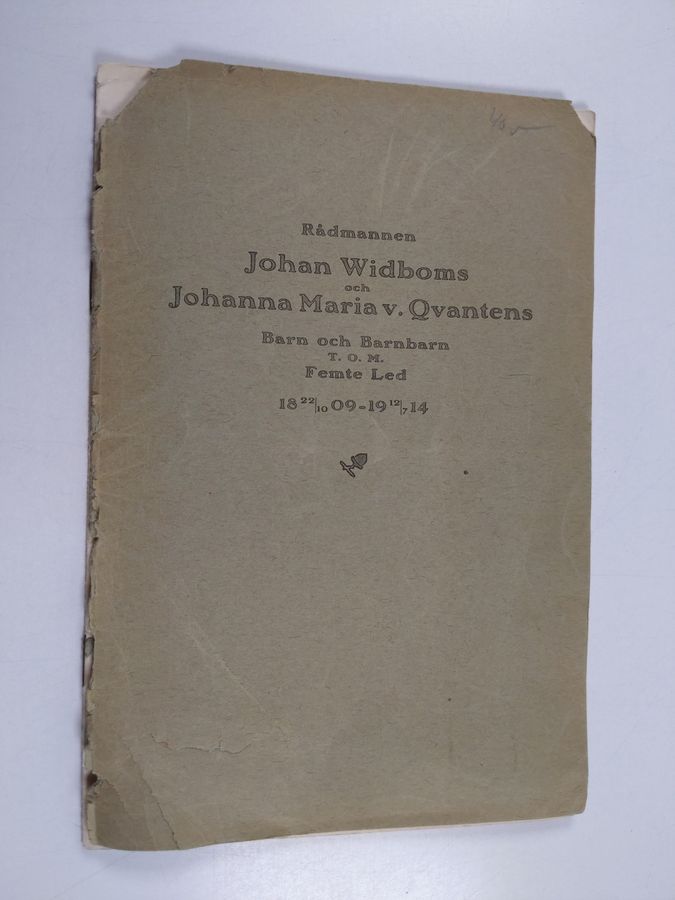 40,-
Rådmannen
Johan Widboms
och
Johanna Maria v. Qvantens
Barn och Barnbarn
T. O. M.
Femte Led
18 22/10 09-19 12/7 14